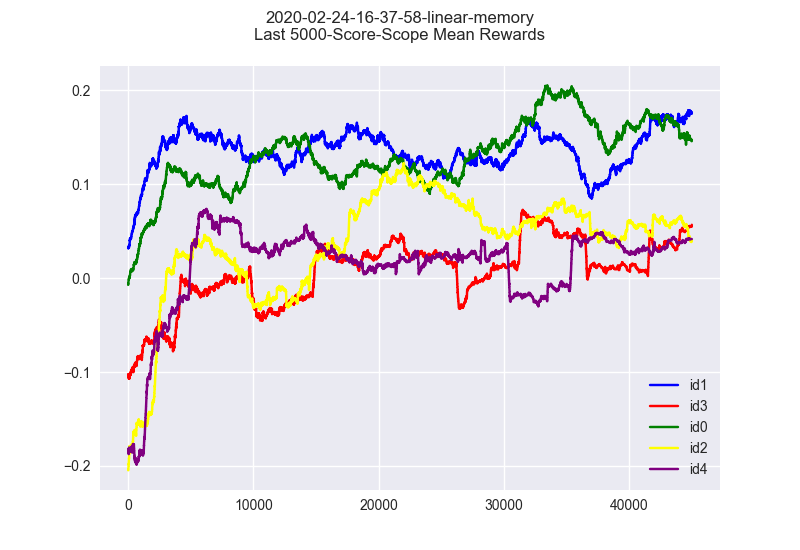 2020-02-24-16-37-58-linear-memory
Last 5000-Score-Scope Mean Rewards
0.2
0.1
0.0
−0.1
−0.2
0 10000 20000 30000 40000
id1
id3
id0
id2
id4